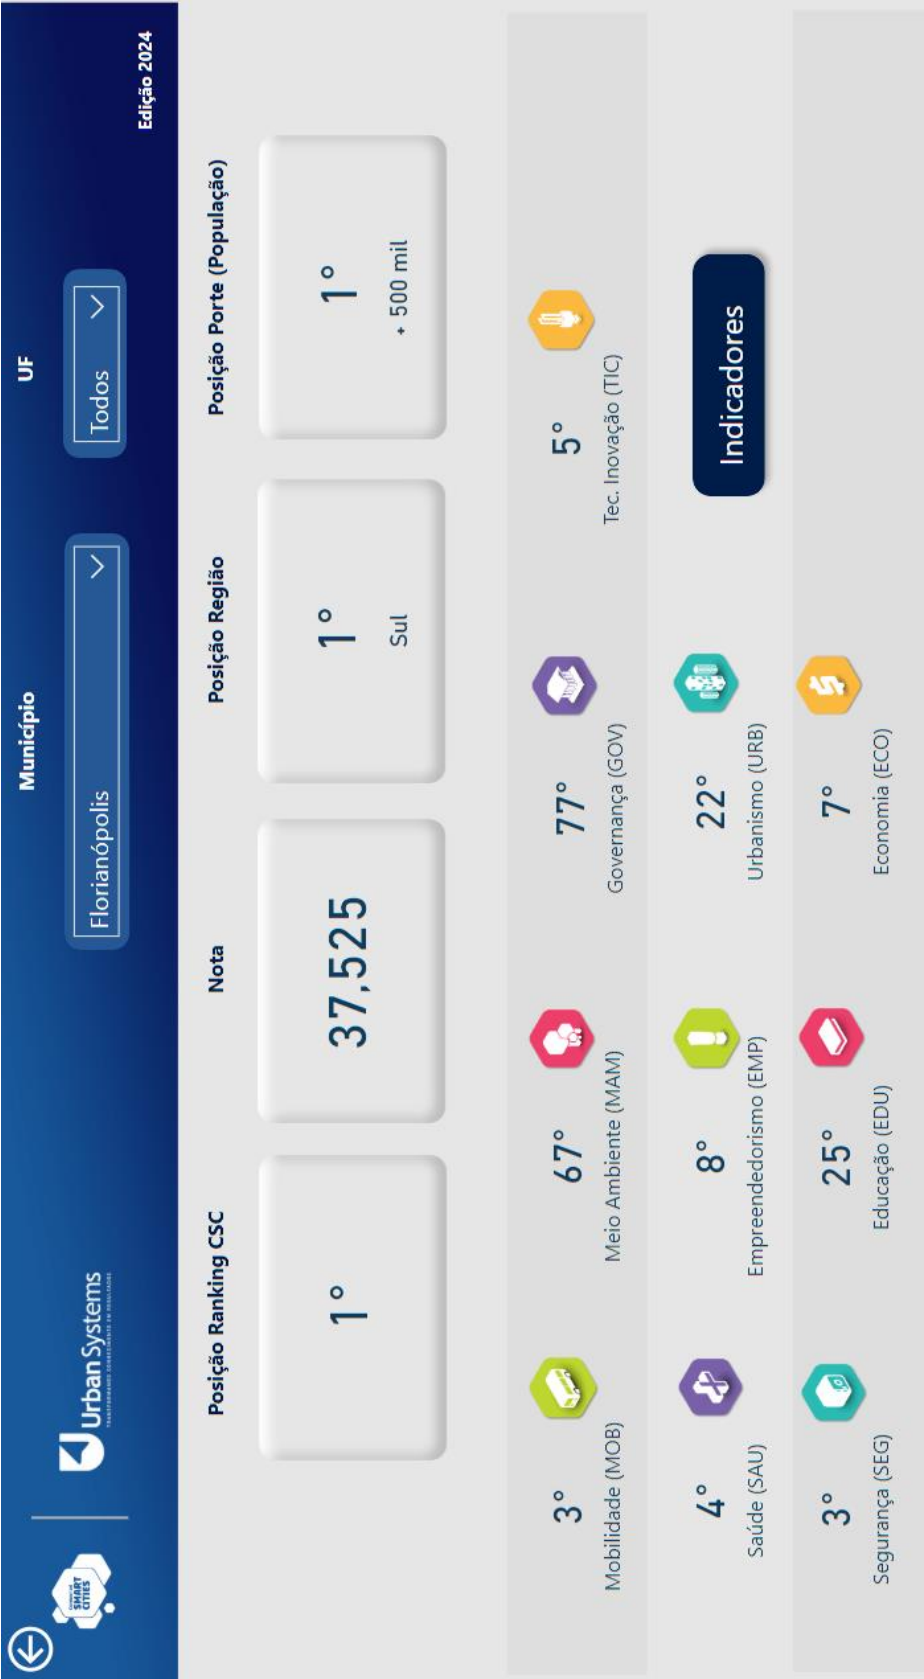 SMART
CITIES
Urban Systems
Município
Florianópolis
UF
Todos
Edição 2024
Posição Ranking CSC
1°
Nota
37,525
Posição Região
1°
Sul
Posição Porte (População)
1°
+ 500 mil
3°
Mobilidade (MOB)
67°
Meio Ambiente (MAM)
77°
Governança (GOV)
5°
Tec. Inovação (TIC)
4°
Saúde (SAU)
8°
Empreendedorismo (EMP)
22°
Urbanismo (URB)
Indicadores
3°
Segurança (SEG)
25°
Educação (EDU)
7°
Economia (ECO)